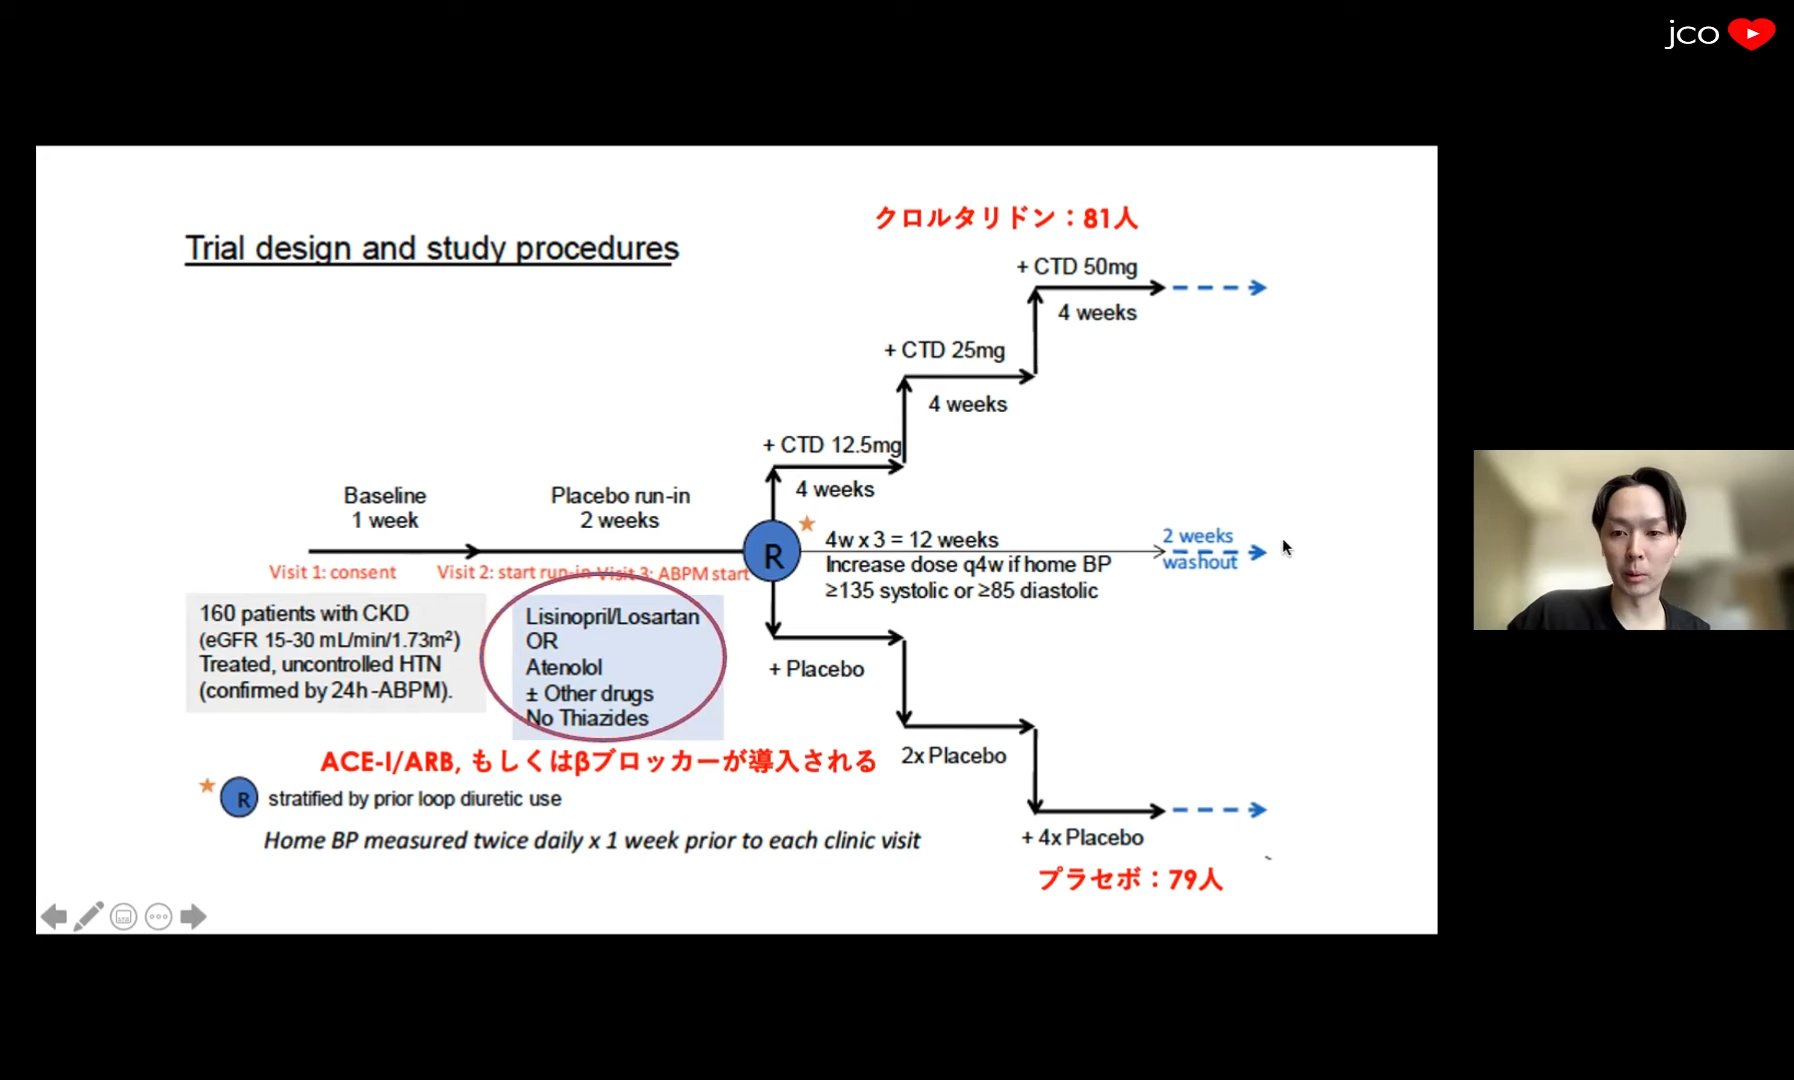 jco
クロルタリドン：81人
Trial design and study procedures
+ CTD 50mg
4 weeks
+ CTD 25mg
4 weeks
+ CTD 12.5mg
4 weeks
Baseline
1 week
Placebo run-in
2 weeks
R
4w x 3 = 12 weeks
Increase dose q4w if home BP
≥135 systolic or ≥85 diastolic
2 weeks
washout
Visit 1: consent
Visit 2: start run-in
Visit 3: ABPM start
160 patients with CKD
(eGFR 15-30 mL/min/1.73m²)
Treated, uncontrolled HTN
(confirmed by 24h-ABPM).
Lisinopril/Losartan
OR
Atenolol
± Other drugs
No Thiazides
+ Placebo
2x Placebo
ACE-I/ARB, もしくはβブロッカーが導入される
R stratified by prior loop diuretic use
Home BP measured twice daily x 1 week prior to each clinic visit
+ 4x Placebo
プラセボ：79人